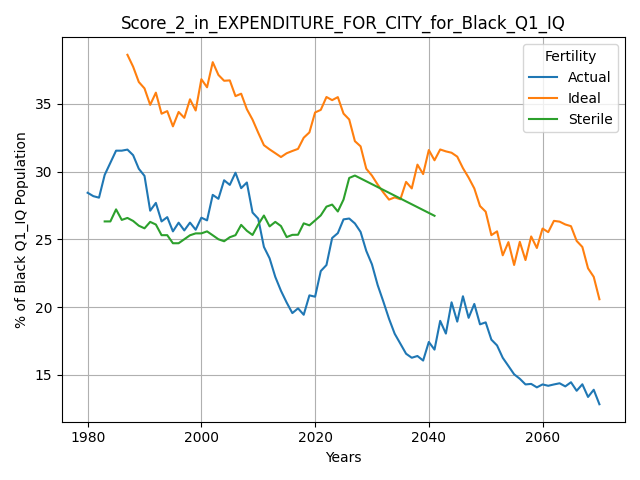 Score_2_in_EXPENDITURE_FOR_CITY_for_Black_Q1_IQ
Fertility
Actual
Ideal
Sterile
% of Black Q1_IQ Population
35
30
25
20
15
1980
2000
2020
2040
2060
Years